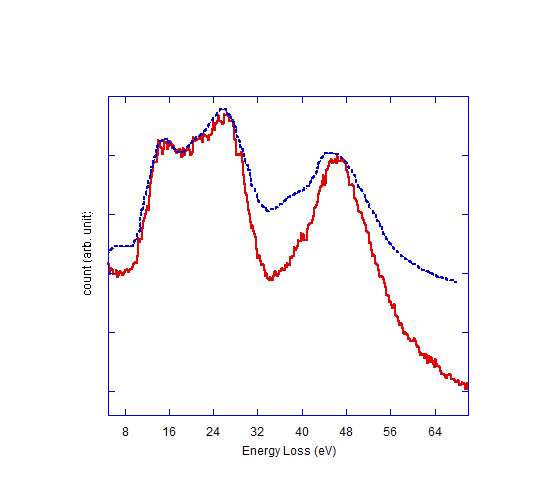 count (arb. unit;
8 16 24 32 40 48 56 64
Energy Loss (eV)